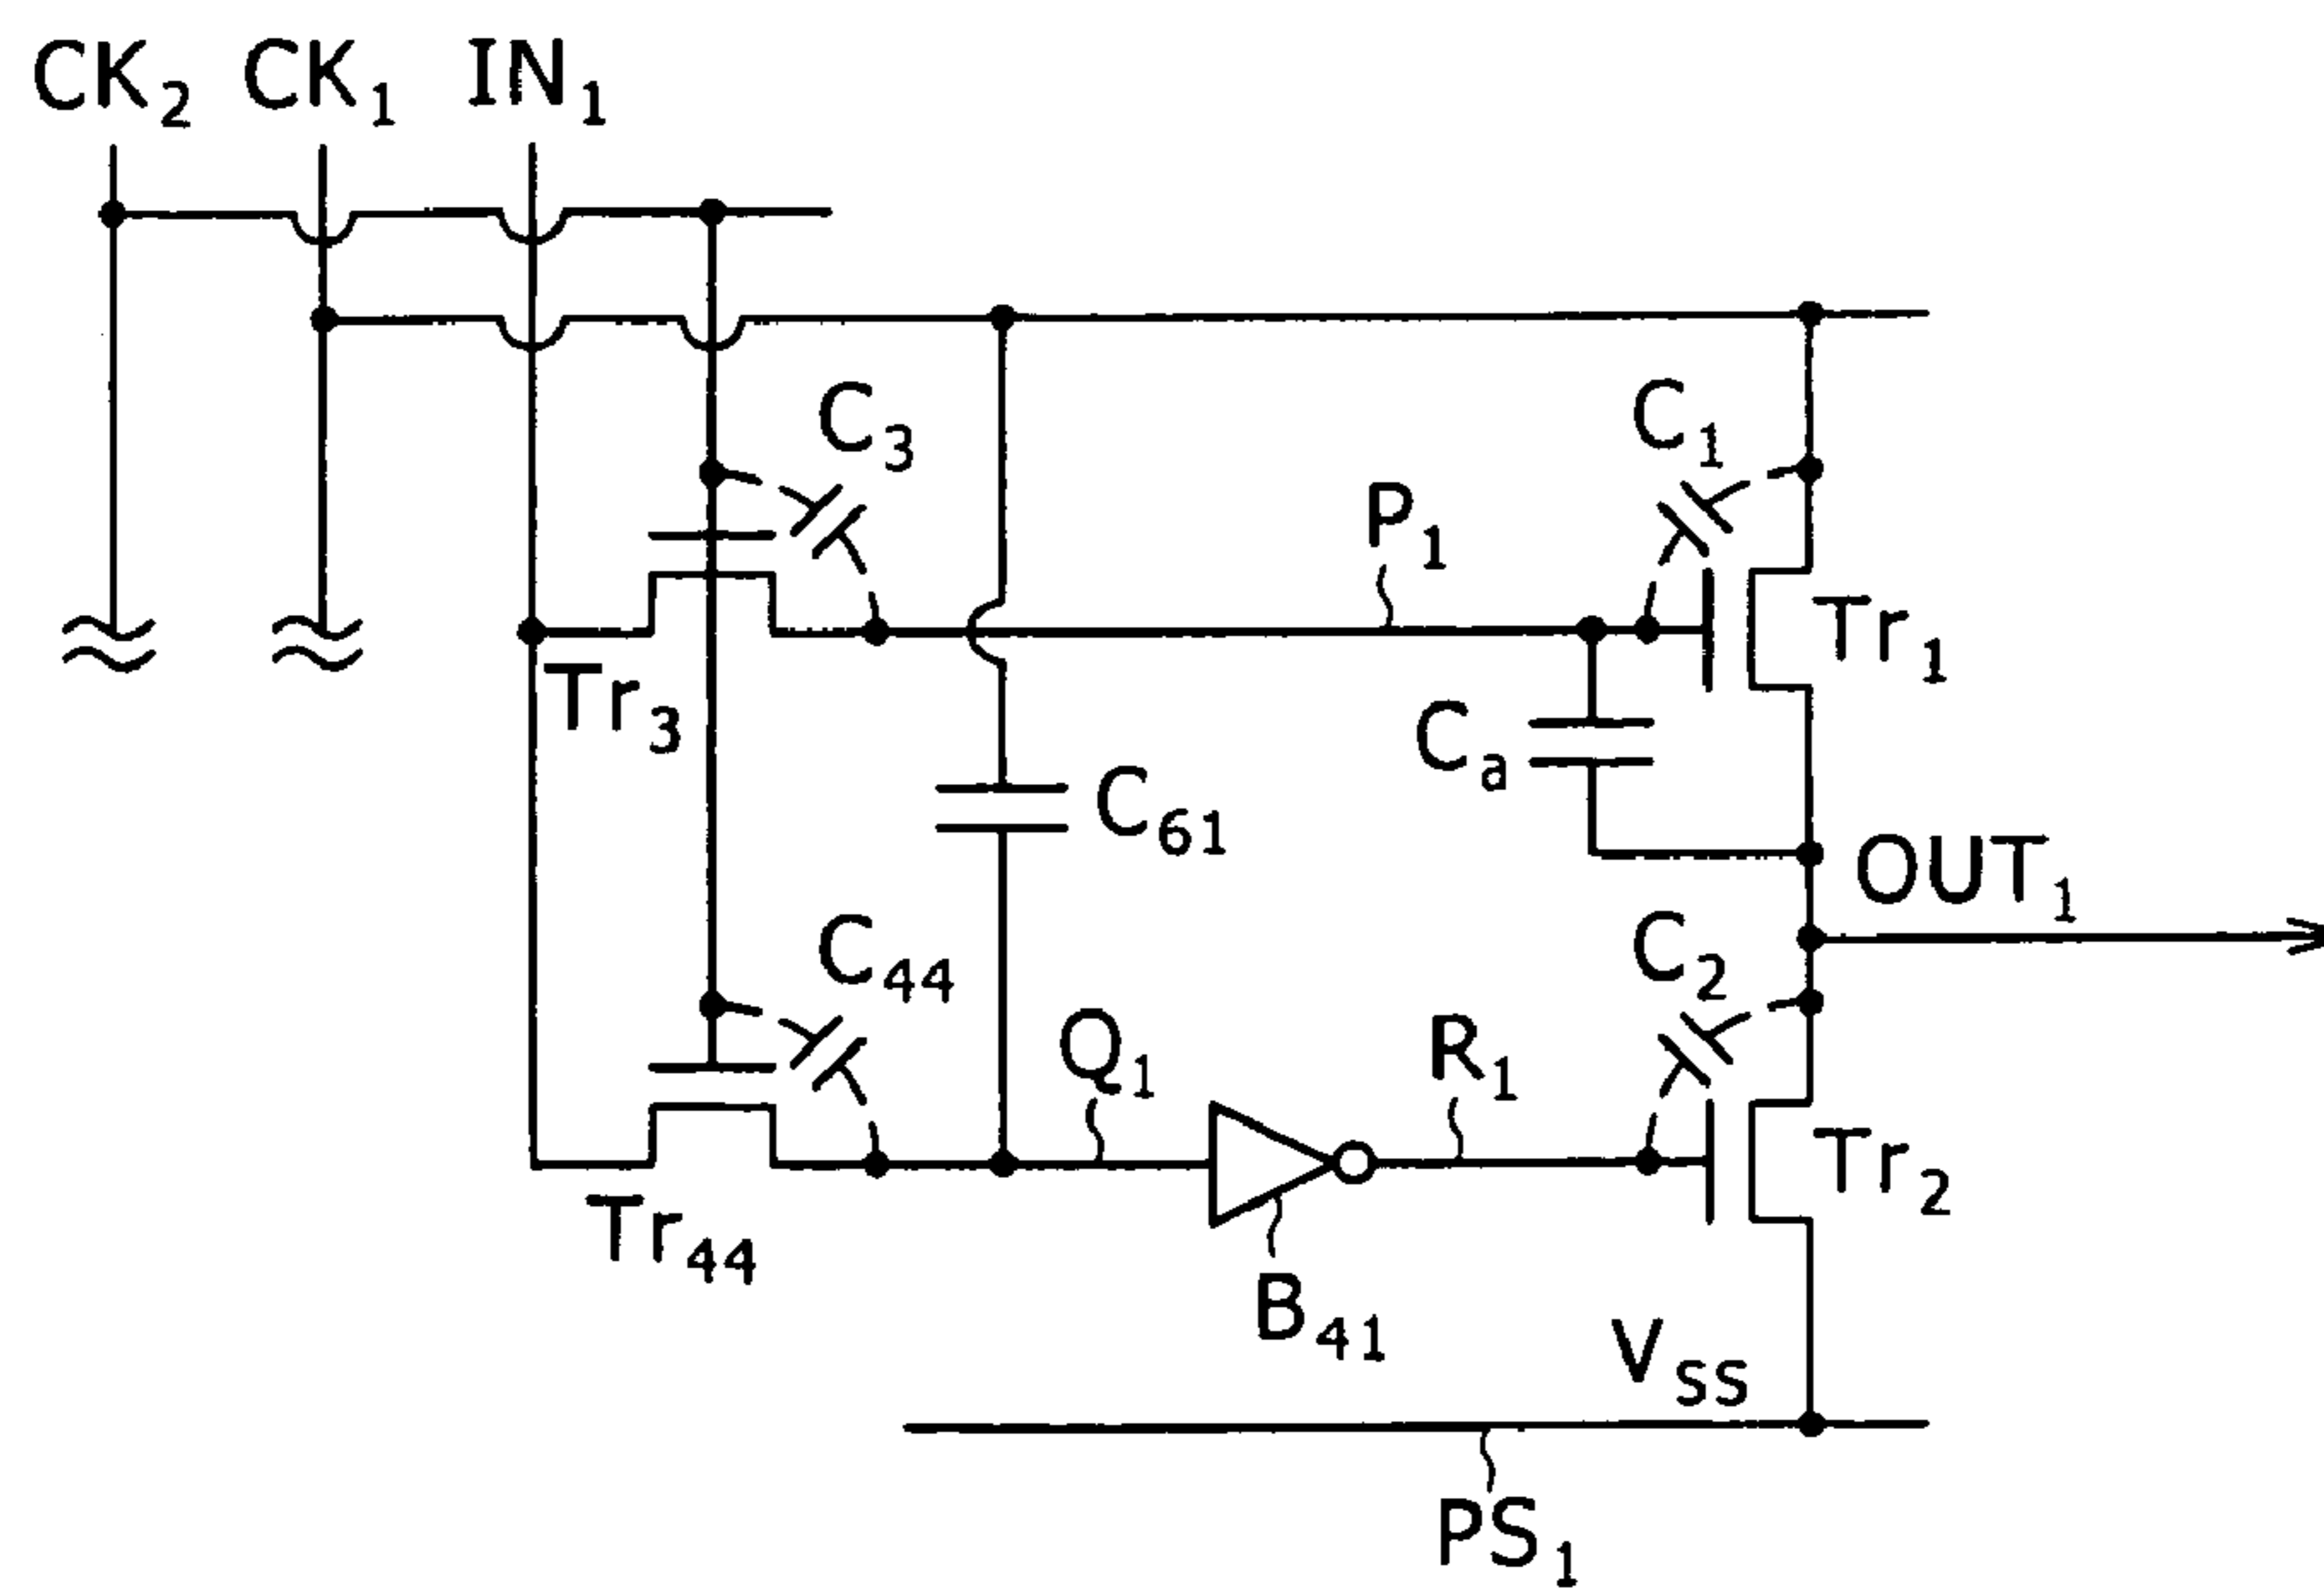 CK₂ CK₁ IN₁
C₃
C₁
P₁
Tr₁
Tr₃
Cₐ
C₆₁
OUT₁
C₄₄
C₂
Q₁
R₁
Tr₂
Tr₄₄
B₄₁
V_SS
PS₁